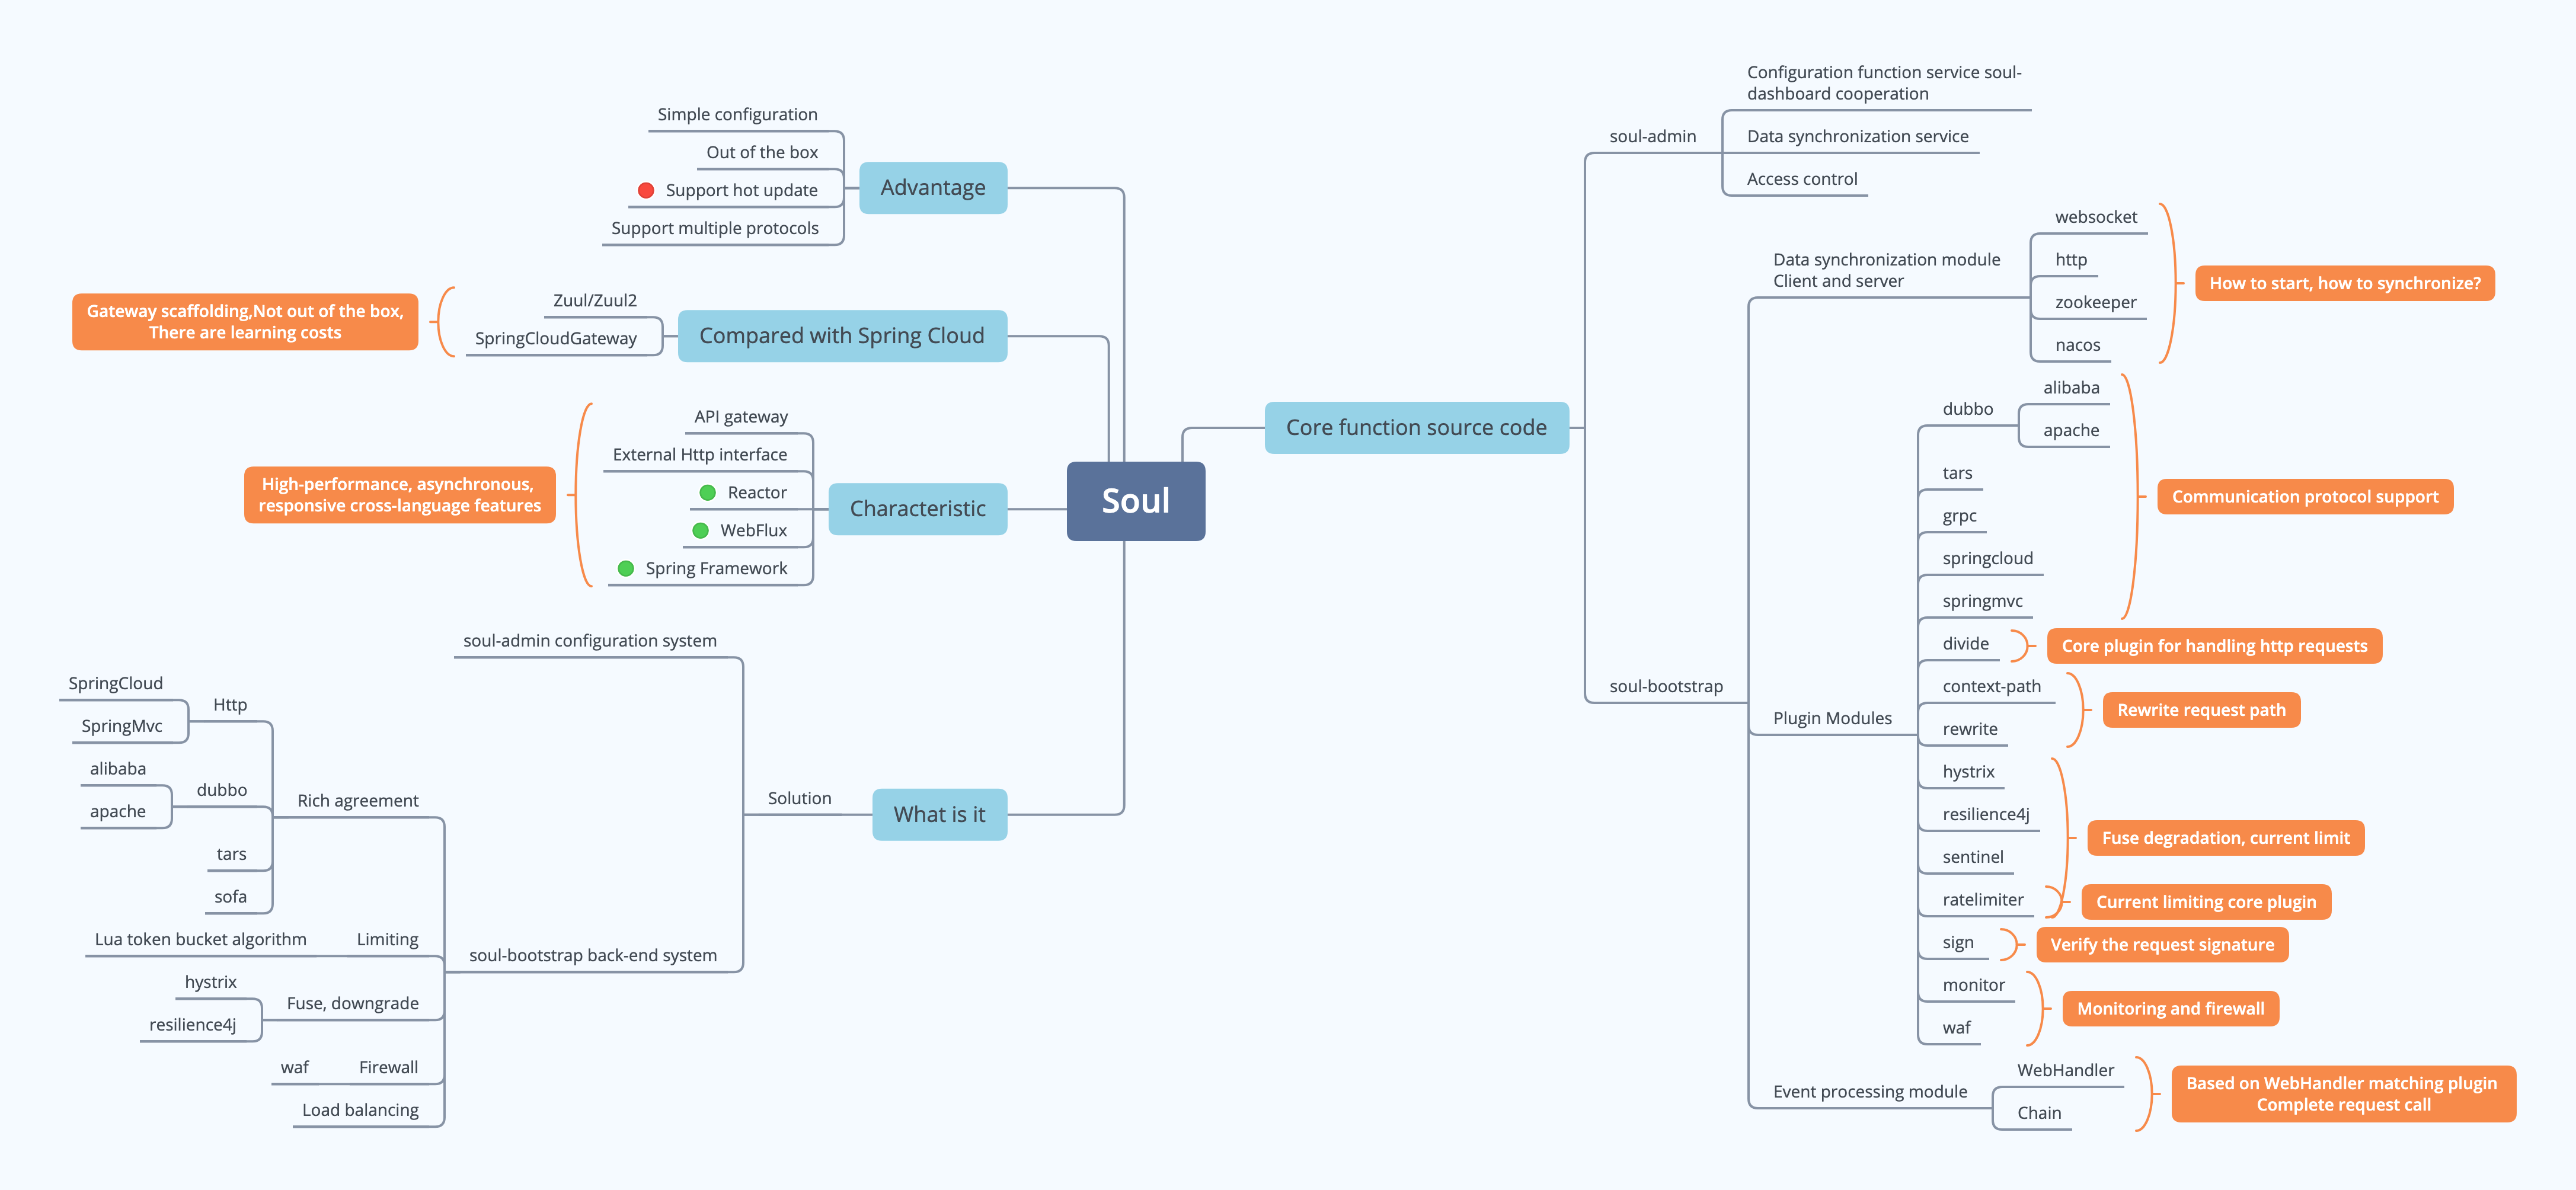 Soul
Advantage
Simple configuration
Out of the box
Support hot update
Support multiple protocols
Compared with Spring Cloud
Zuul/Zuul2
SpringCloudGateway
Gateway scaffolding,Not out of the box,
There are learning costs
Characteristic
API gateway
External Http interface
Reactor
WebFlux
Spring Framework
High-performance, asynchronous,
responsive cross-language features
What is it
Solution
soul-admin configuration system
soul-bootstrap back-end system
Rich agreement
Http
SpringCloud
SpringMvc
dubbo
alibaba
apache
tars
sofa
Limiting
Lua token bucket algorithm
Fuse, downgrade
hystrix
resilience4j
Firewall
waf
Load balancing
Core function source code
soul-admin
Configuration function service soul-
dashboard cooperation
Data synchronization service
Access control
soul-bootstrap
Data synchronization module
Client and server
websocket
http
zookeeper
nacos
How to start, how to synchronize?
Plugin Modules
dubbo
alibaba
apache
tars
grpc
springcloud
springmvc
Communication protocol support
divide
Core plugin for handling http requests
context-path
rewrite
Rewrite request path
hystrix
resilience4j
sentinel
ratelimiter
Fuse degradation, current limit
Current limiting core plugin
sign
Verify the request signature
monitor
waf
Monitoring and firewall
Event processing module
WebHandler
Chain
Based on WebHandler matching plugin
Complete request call